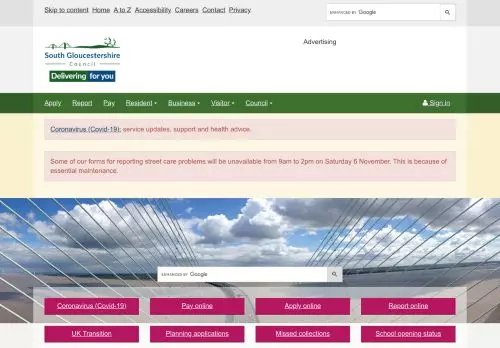 Skip to content Home A to Z Accessibility Careers Contact Privacy
ENHANCED BY Google
Advertising
South Gloucestershire
Council
Delivering for you
Apply Report Pay Resident Business Visitor Council Sign in
Coronavirus (Covid-19): service updates, support and health advice.
Some of our forms for reporting street care problems will be unavailable from 9am to 2pm on Saturday 6 November. This is because of
essential maintenance.
ENHANCED BY Google
Coronavirus (Covid-19) Pay online Apply online Report online
UK Transition Planning applications Missed collections School opening status